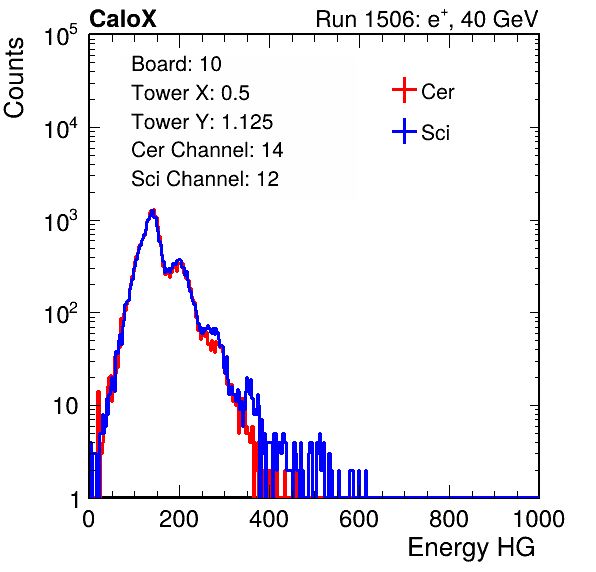 CaloX Run 1506: e⁺, 40 GeV
Counts
10⁵
10⁴
10³
10²
10
1
Board: 10
Tower X: 0.5
Tower Y: 1.125
Cer Channel: 14
Sci Channel: 12
Cer
Sci
0 200 400 600 800 1000
Energy HG